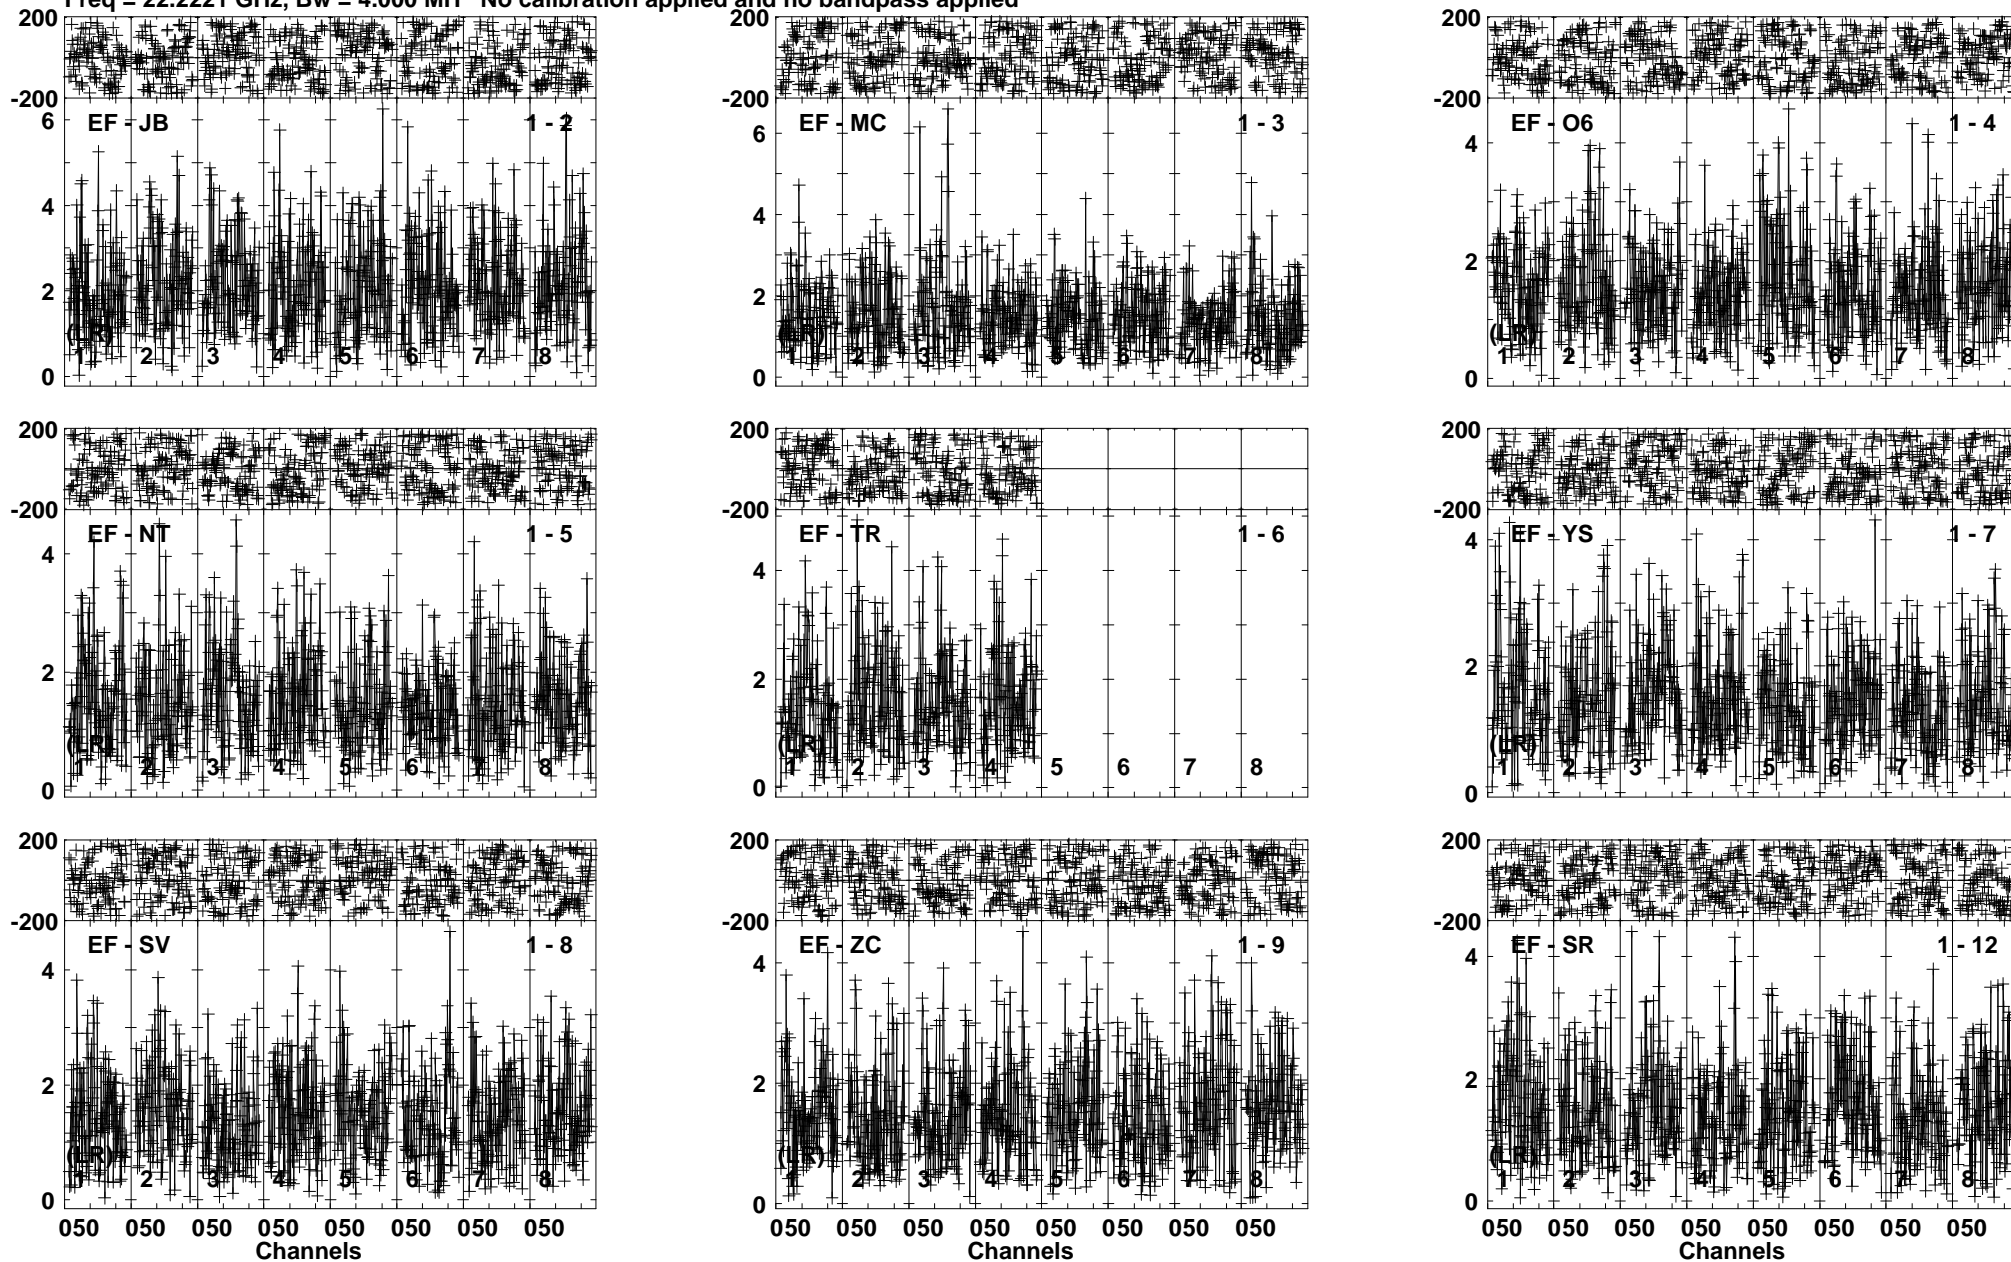 Freq = 22.2221 GHz, Bw = 4.000 MH No calibration applied and no bandpass applied
200 200 200
-200 -200 -200
EF - JB 1 - 2 EF - MC 1 - 3 EF - O6 1 - 4
6 6 4
4 4 2
2 2 0
0 0
(LR) (LR) (LR)
1 2 3 4 5 6 7 8 1 2 3 4 5 6 7 8 1 2 3 4 5 6 7 8
200 200 200
-200 -200 -200
EF - NT 1 - 5 EF - TR 1 - 6 EF - YS 1 - 7
4 4 4
2 2 2
(LR) (LR) (LR)
1 2 3 4 5 6 7 8 1 2 3 4 5 6 7 8 1 2 3 4 5 6 7 8
0 0 0
200 200 200
-200 -200 -200
EF - SV 1 - 8 EF - ZC 1 - 9 EF - SR 1 - 12
4 4 4
2 2 2
(LR) (LR) (LR)
1 2 3 4 5 6 7 8 1 2 3 4 5 6 7 8 1 2 3 4 5 6 7 8
0 0 0
050 050 050 050 050 050 050 050 050 050 050 050 050 050 050 050 050 050 050 050 050 050 050 050
Channels Channels Channels